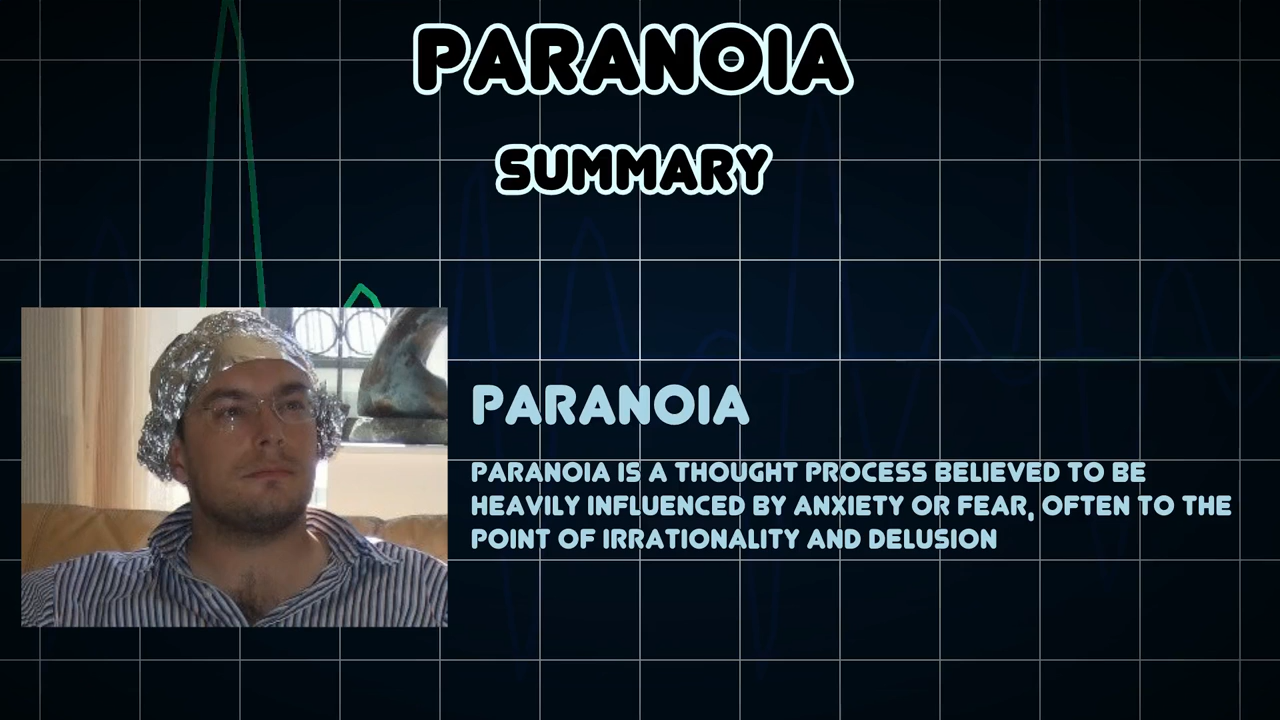 PARANOIA
SUMMARY
PARANOIA
PARANOIA IS A THOUGHT PROCESS BELIEVED TO BE
HEAVILY INFLUENCED BY ANXIETY OR FEAR, OFTEN TO THE
POINT OF IRRATIONALITY AND DELUSION